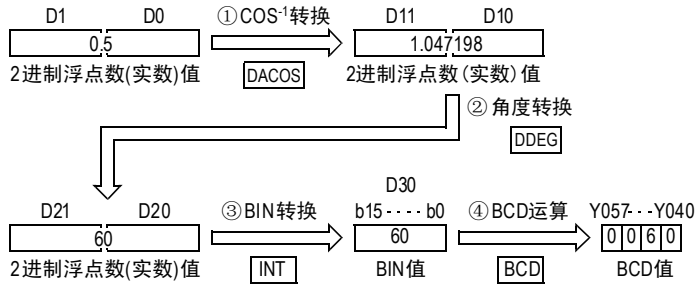 D1 D0 ①COS-1转换 D11 D10
0.5 1.047198
2进制浮点数(实数)值 DACOS 2进制浮点数(实数)值
②角度转换
DDEG
D30
D21 D20 ③BIN转换 b15 - - - - b0 ④BCD运算 Y057 - - - Y040
60 60 0 0 6 0
2进制浮点数(实数)值 INT BIN值 BCD BCD值